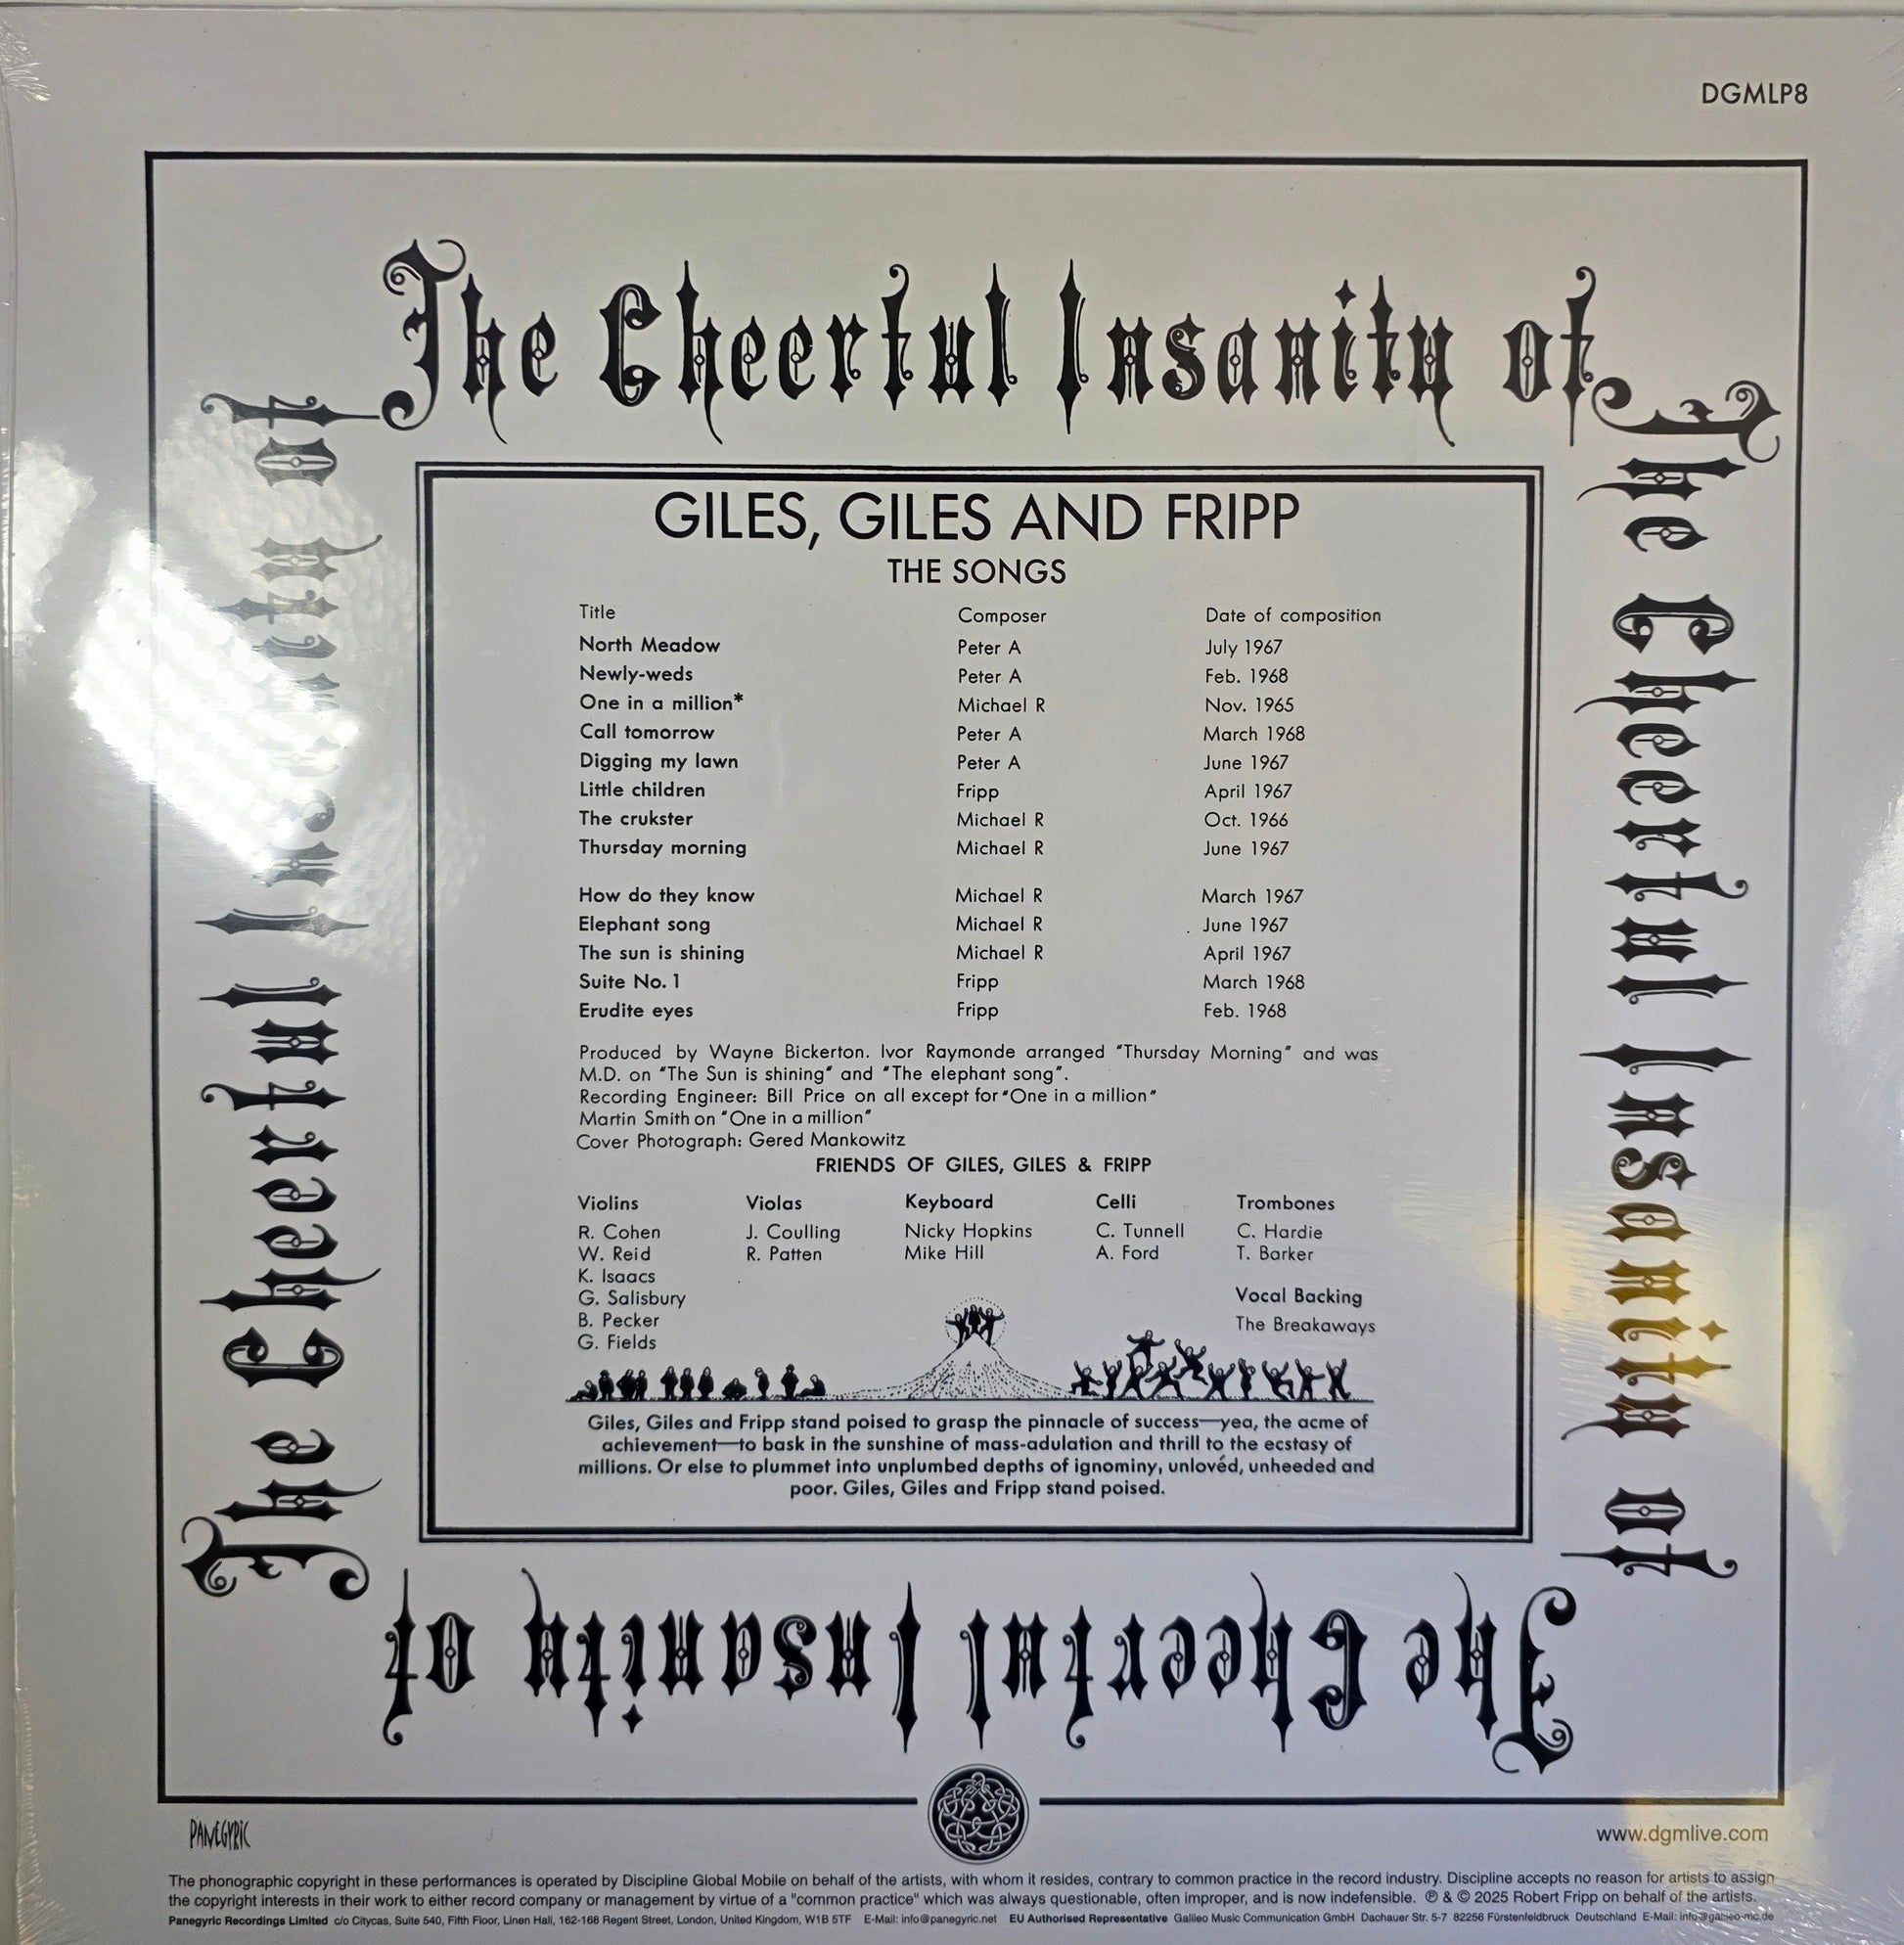 DGMLP8
The Cheerful Insanity of
The Cheerful Insanity of
The Cheerful Insanity of
The Cheerful Insanity of
GILES, GILES AND FRIPP
THE SONGS
Title Composer Date of composition
North Meadow Peter A July 1967
Newly-weds Peter A Feb. 1968
One in a million* Michael R Nov. 1965
Call tomorrow Peter A March 1968
Digging my lawn Peter A June 1967
Little children Fripp April 1967
The crukster Michael R Oct. 1966
Thursday morning Michael R June 1967
How do they know Michael R March 1967
Elephant song Michael R June 1967
The sun is shining Michael R April 1967
Suite No. 1 Fripp March 1968
Erudite eyes Fripp Feb. 1968
Produced by Wayne Bickerton. Ivor Raymonde arranged "Thursday Morning" and was
M.D. on "The Sun is shining" and "The elephant song".
Recording Engineer: Bill Price on all except for "One in a million"
Martin Smith on "One in a million"
Cover Photograph: Gered Mankowitz
FRIENDS OF GILES, GILES & FRIPP
Violins Violas Keyboard Celli Trombones
R. Cohen J. Coulling Nicky Hopkins C. Tunnell C. Hardie
W. Reid R. Patten Mike Hill A. Ford T. Barker
K. Isaacs
G. Salisbury Vocal Backing
B. Pecker The Breakaways
G. Fields
Giles, Giles and Fripp stand poised to grasp the pinnacle of success—yea, the acme of
achievement—to bask in the sunshine of mass-adulation and thrill to the ecstasy of
millions. Or else to plummet into unplumbed depths of ignominy, unlovéd, unheeded and
poor. Giles, Giles and Fripp stand poised.
PANEGYRIC
www.dgmlive.com
The phonographic copyright in these performances is operated by Discipline Global Mobile on behalf of the artists, with whom it resides, contrary to common practice in the record industry. Discipline accepts no reason for artists to assign
the copyright interests in their work to either record company or management by virtue of a "common practice" which was always questionable, often improper, and is now indefensible. ℗ & © 2025 Robert Fripp on behalf of the artists.
Panegyric Recordings Limited c/o Citycas, Suite 540, Fifth Floor, Linen Hall, 162-168 Regent Street, London, United Kingdom, W1B 5TF E-Mail: info@panegyric.net EU Authorised Representative Galileo Music Communication GmbH Dachauer Str. 5-7 82256 Fürstenfeldbruck Deutschland E-Mail: info@galileo-mc.de